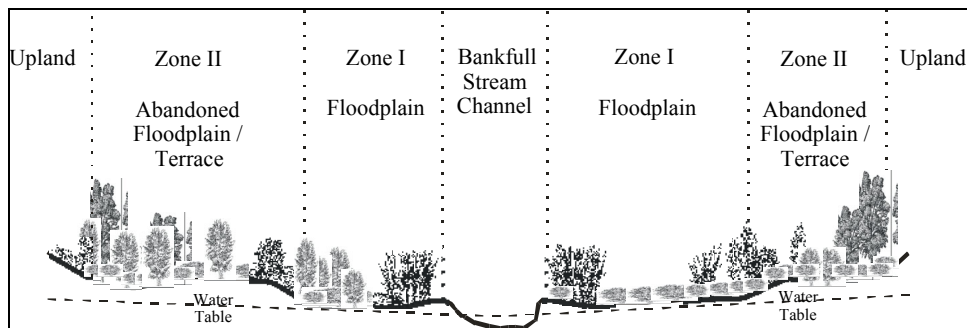 Upland
Zone II
Abandoned
Floodplain /
Terrace
Zone I
Floodplain
Bankfull
Stream
Channel
Zone I
Floodplain
Zone II
Abandoned
Floodplain /
Terrace
Upland
Water
Table
Water
Table